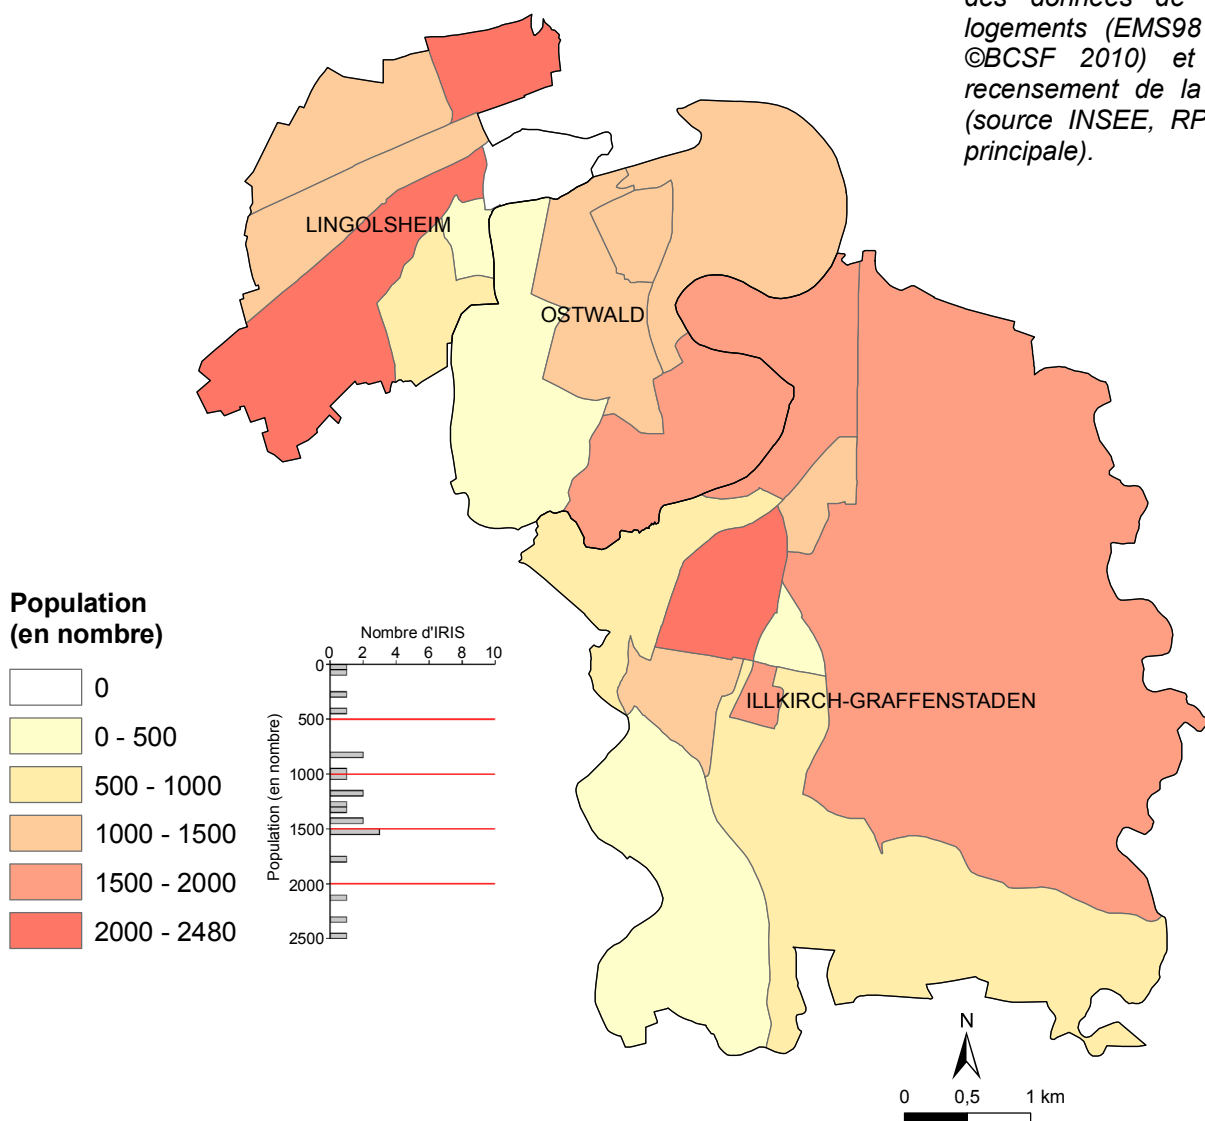 des données de
logements (EMS98
©BCSF 2010) et
recensement de la
(source INSEE, RP
principale).
LINGOLSHEIM
OSTWALD
ILLKIRCH-GRAFFENSTADEN
Population
(en nombre)
0
0 - 500
500 - 1000
1000 - 1500
1500 - 2000
2000 - 2480
Nombre d'IRIS
0 2 4 6 8 10
Population (en nombre)
0
500
1000
1500
2000
2500
N
0 0,5 1 km